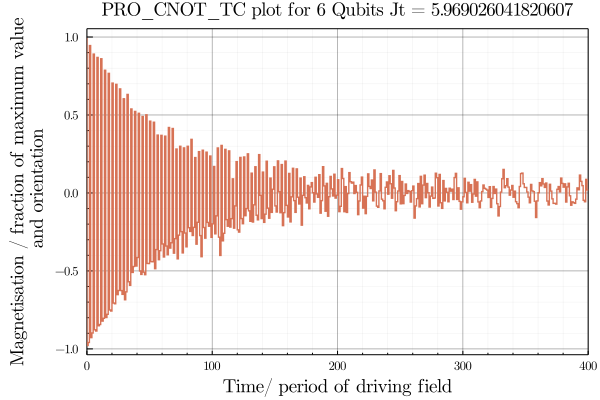 PRO_CNOT_TC plot for 6 Qubits Jt = 5.969026041820607
Magnetisation / fraction of maximum value
and orientation
1.0
0.5
0.0
−0.5
−1.0
0 100 200 300 400
Time/ period of driving field